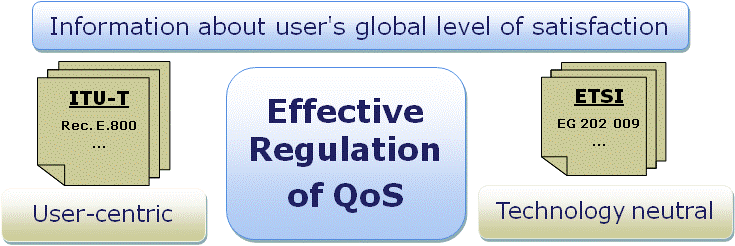 Information about user's global level of satisfaction
ITU-T
Rec. E.800
...
User-centric
Effective
Regulation
of QoS
ETSI
EG 202 009
...
Technology neutral